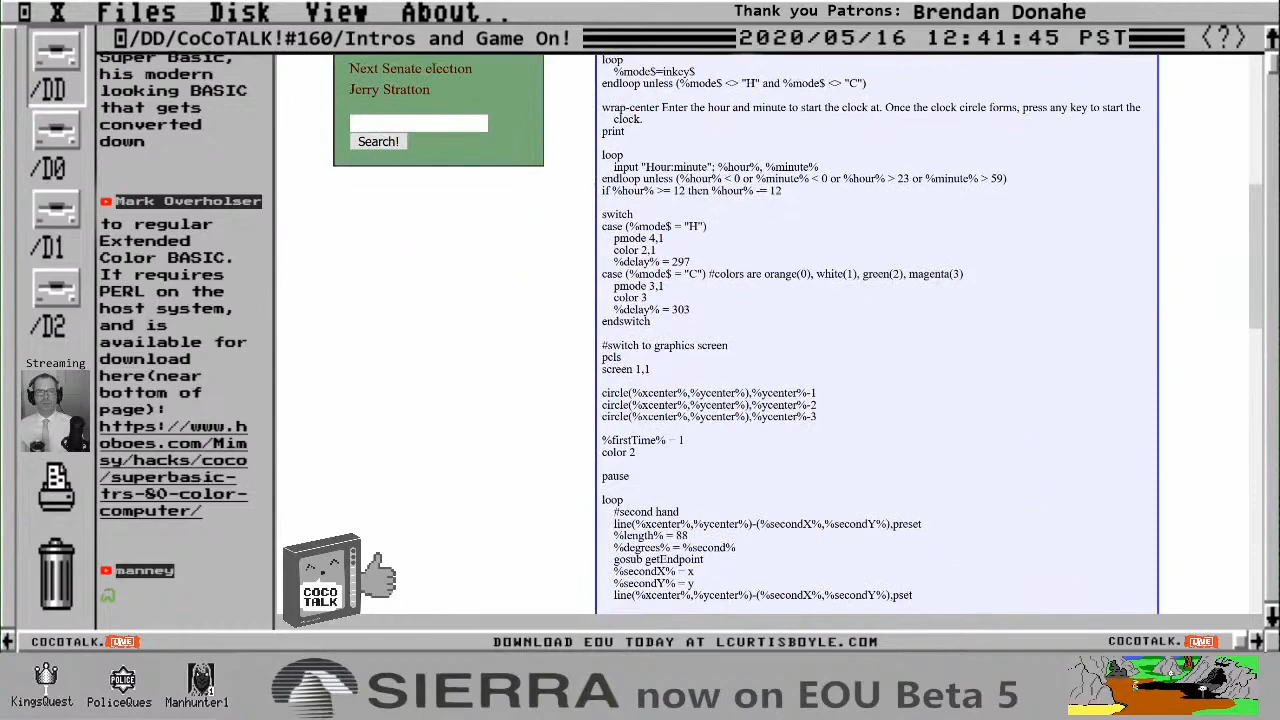 X Files Disk View About..
Thank you Patrons: Brendan Donahe
/DD/CoCoTALK!#160/Intros and Game On!
2020/05/16 12:41:45 PST
(?)
/DD
/D0
/D1
/D2
Streaming
Super Basic,
his modern
looking BASIC
that gets
converted
down
Mark Overholser
to regular
Extended
Color BASIC.
It requires
PERL on the
host system,
and is
available for
download
here(near
bottom of
page):
https://www.h
oboes.com/Mim
sy/hacks/coco
/superbasic-
trs-80-color-
computer/
manney
Next Senate election
Jerry Stratton
Search!
loop
%mode$=inkey$
endloop unless (%mode$ <> "H" and %mode$ <> "C")
wrap-center Enter the hour and minute to start the clock at. Once the clock circle forms, press any key to start the
clock.
print
loop
input "Hour:minute"; %hour%, %minute%
endloop unless (%hour% < 0 or %minute% < 0 or %hour% > 23 or %minute% > 59)
if %hour% >= 12 then %hour% -= 12
switch
case (%mode$ = "H")
pmode 4,1
color 2,1
%delay% = 297
case (%mode$ = "C") #colors are orange(0), white(1), green(2), magenta(3)
pmode 3,1
color 3
%delay% = 303
endswitch
#switch to graphics screen
pcls
screen 1,1
circle(%xcenter%,%ycenter%),%ycenter%-1
circle(%xcenter%,%ycenter%),%ycenter%-2
circle(%xcenter%,%ycenter%),%ycenter%-3
%firstTime% = 1
color 2
pause
loop
#second hand
line(%xcenter%,%ycenter%)-(%secondX%,%secondY%),preset
%length% = 88
%degrees% = %second%
gosub getEndpoint
%secondX% = x
%secondY% = y
line(%xcenter%,%ycenter%)-(%secondX%,%secondY%),pset
COCO
TALK
COCOTALK.LIVE
DOWNLOAD EOU TODAY AT LCURTISBOYLE.COM
COCOTALK.LIVE
KingsQuest
PoliceQues
Manhunter1
SIERRA now on EOU Beta 5